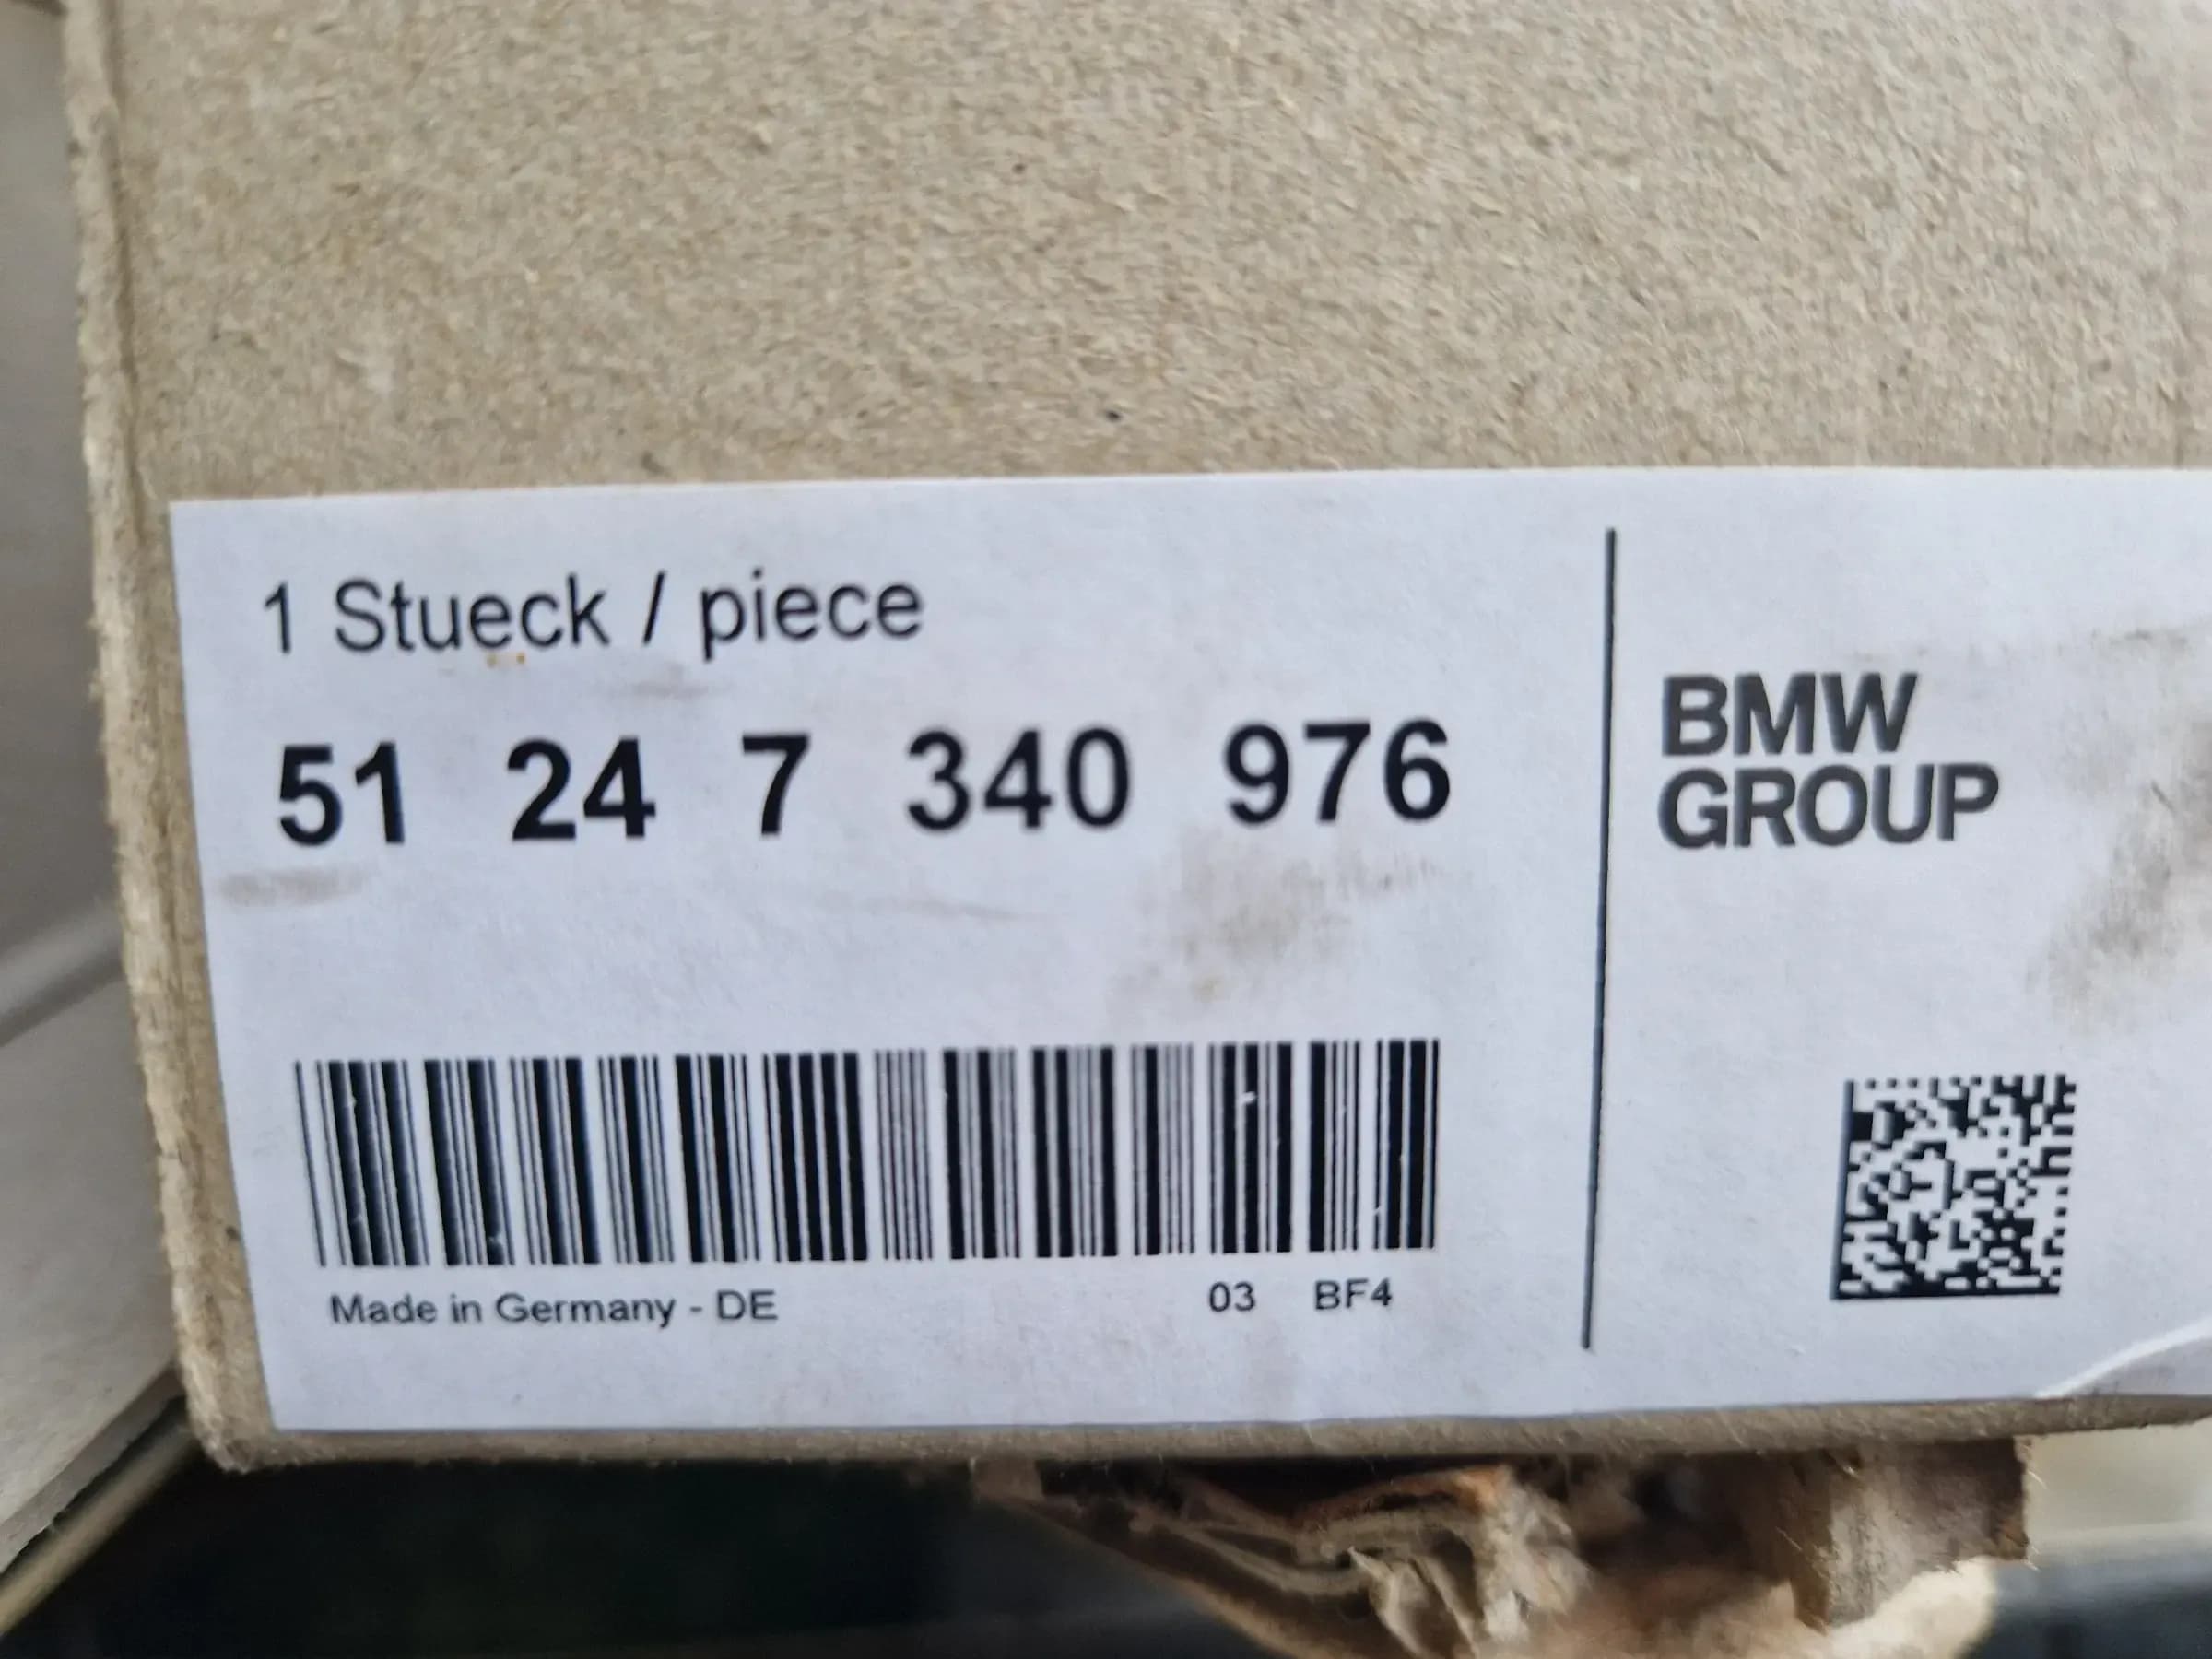 1 Stueck / piece
51 24 7 340 976
BMW
GROUP
Made in Germany - DE 03 BF4